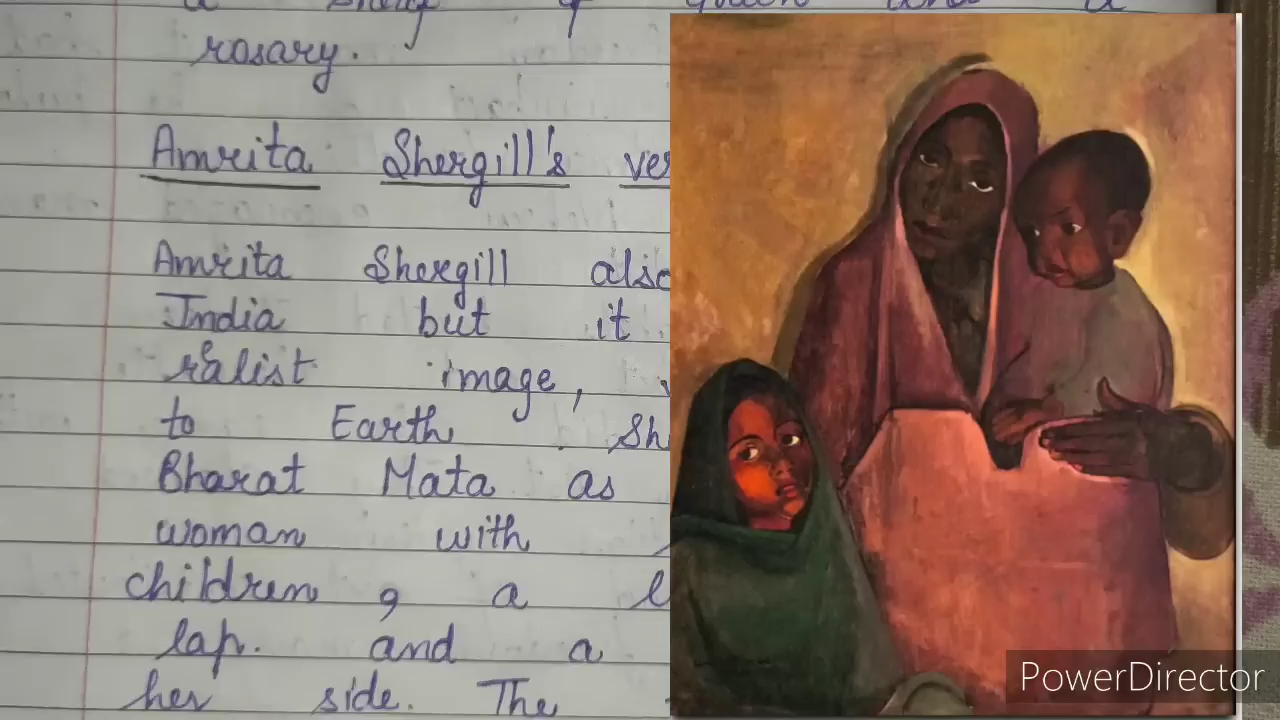 rosary.
Amrita Shergill's
Amrita Shergill
India but it
ralist image,
to Earth
Bharat Mata as
woman with
children, a
lap. and a
her side. The
PowerDirector